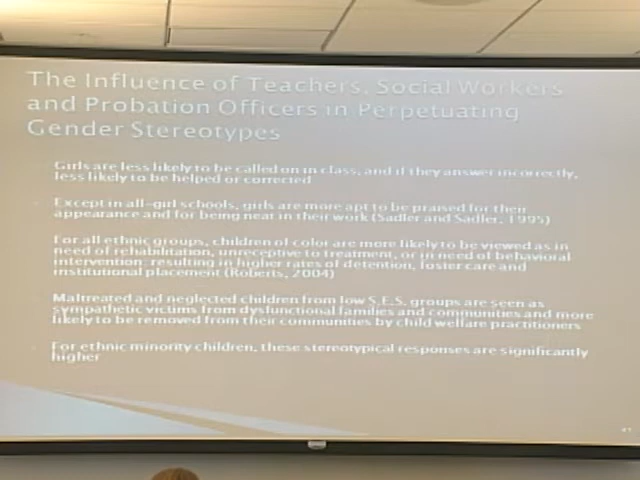 The Influence of Teachers, Social Workers
and Probation Officers in Perpetuating
Gender Stereotypes
Girls are less likely to be called on in class, and if they answer incorrectly,
less likely to be helped or corrected
Except in all-girl schools, girls are more apt to be praised for their
appearance and for being neat in their work (Sadler and Sadler, 1995)
For all ethnic groups, children of color are more likely to be viewed as in
need of rehabilitation, unreceptive to treatment, or in need of behavioral
intervention; resulting in higher rates of detention, foster care and
institutional placement (Roberts, 2004)
Maltreated and neglected children from low S.E.S. groups are seen as
sympathetic victims from dysfunctional families and communities and more
likely to be removed from their communities by child welfare practitioners
For ethnic minority children, these stereotypical responses are significantly
higher